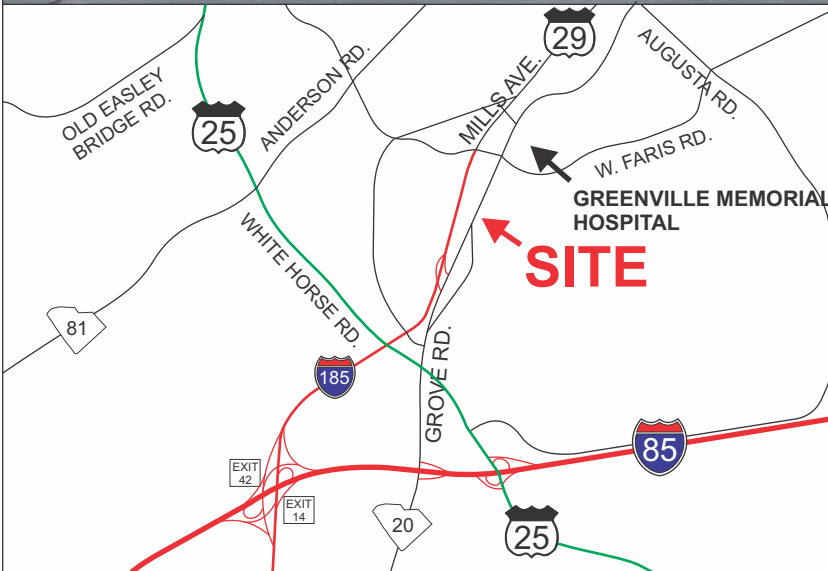 29
AUGUSTA RD.
MILLS AVE.
ANDERSON RD.
OLD EASLEY
BRIDGE RD.
25
W. FARIS RD.
GREENVILLE MEMORIAL
HOSPITAL
SITE
WHITE HORSE RD.
81
185
GROVE RD.
85
EXIT
42
EXIT
14
20
25